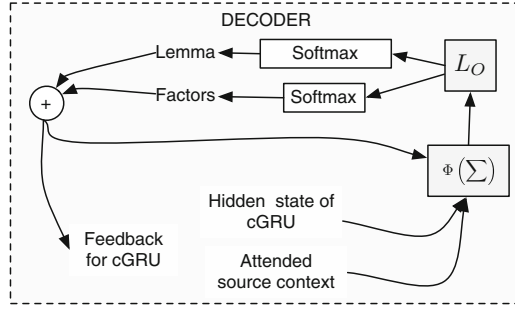 DECODER
Lemma
Softmax
L_O
Factors
Softmax
+
Φ(∑)
Hidden state of
cGRU
Feedback
for cGRU
Attended
source context